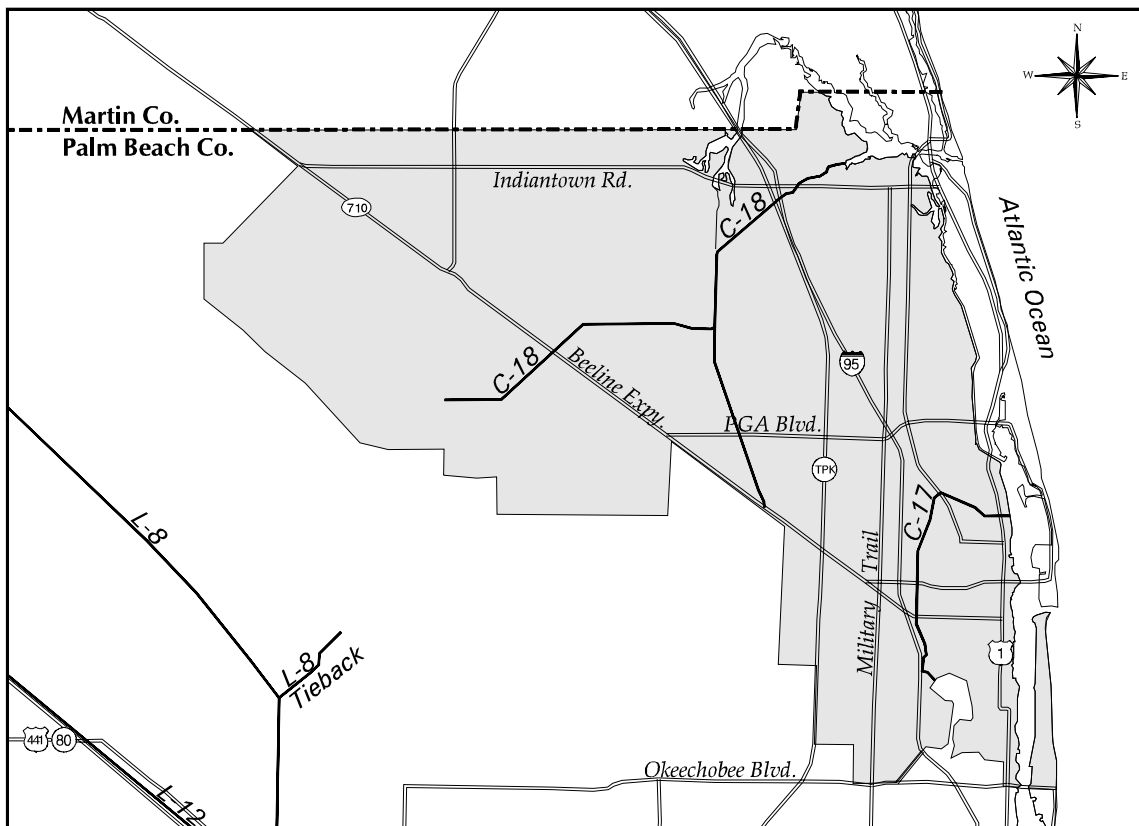 N
W
E
S
Martin Co.
Palm Beach Co.
Indiantown Rd.
710
C-18
Atlantic Ocean
C-18
Beeline Expy.
95
PGA Blvd.
TPK
C-17
L-8
Military Trail
L-8
Tieback
1
441
80
L-12
Okeechobee Blvd.